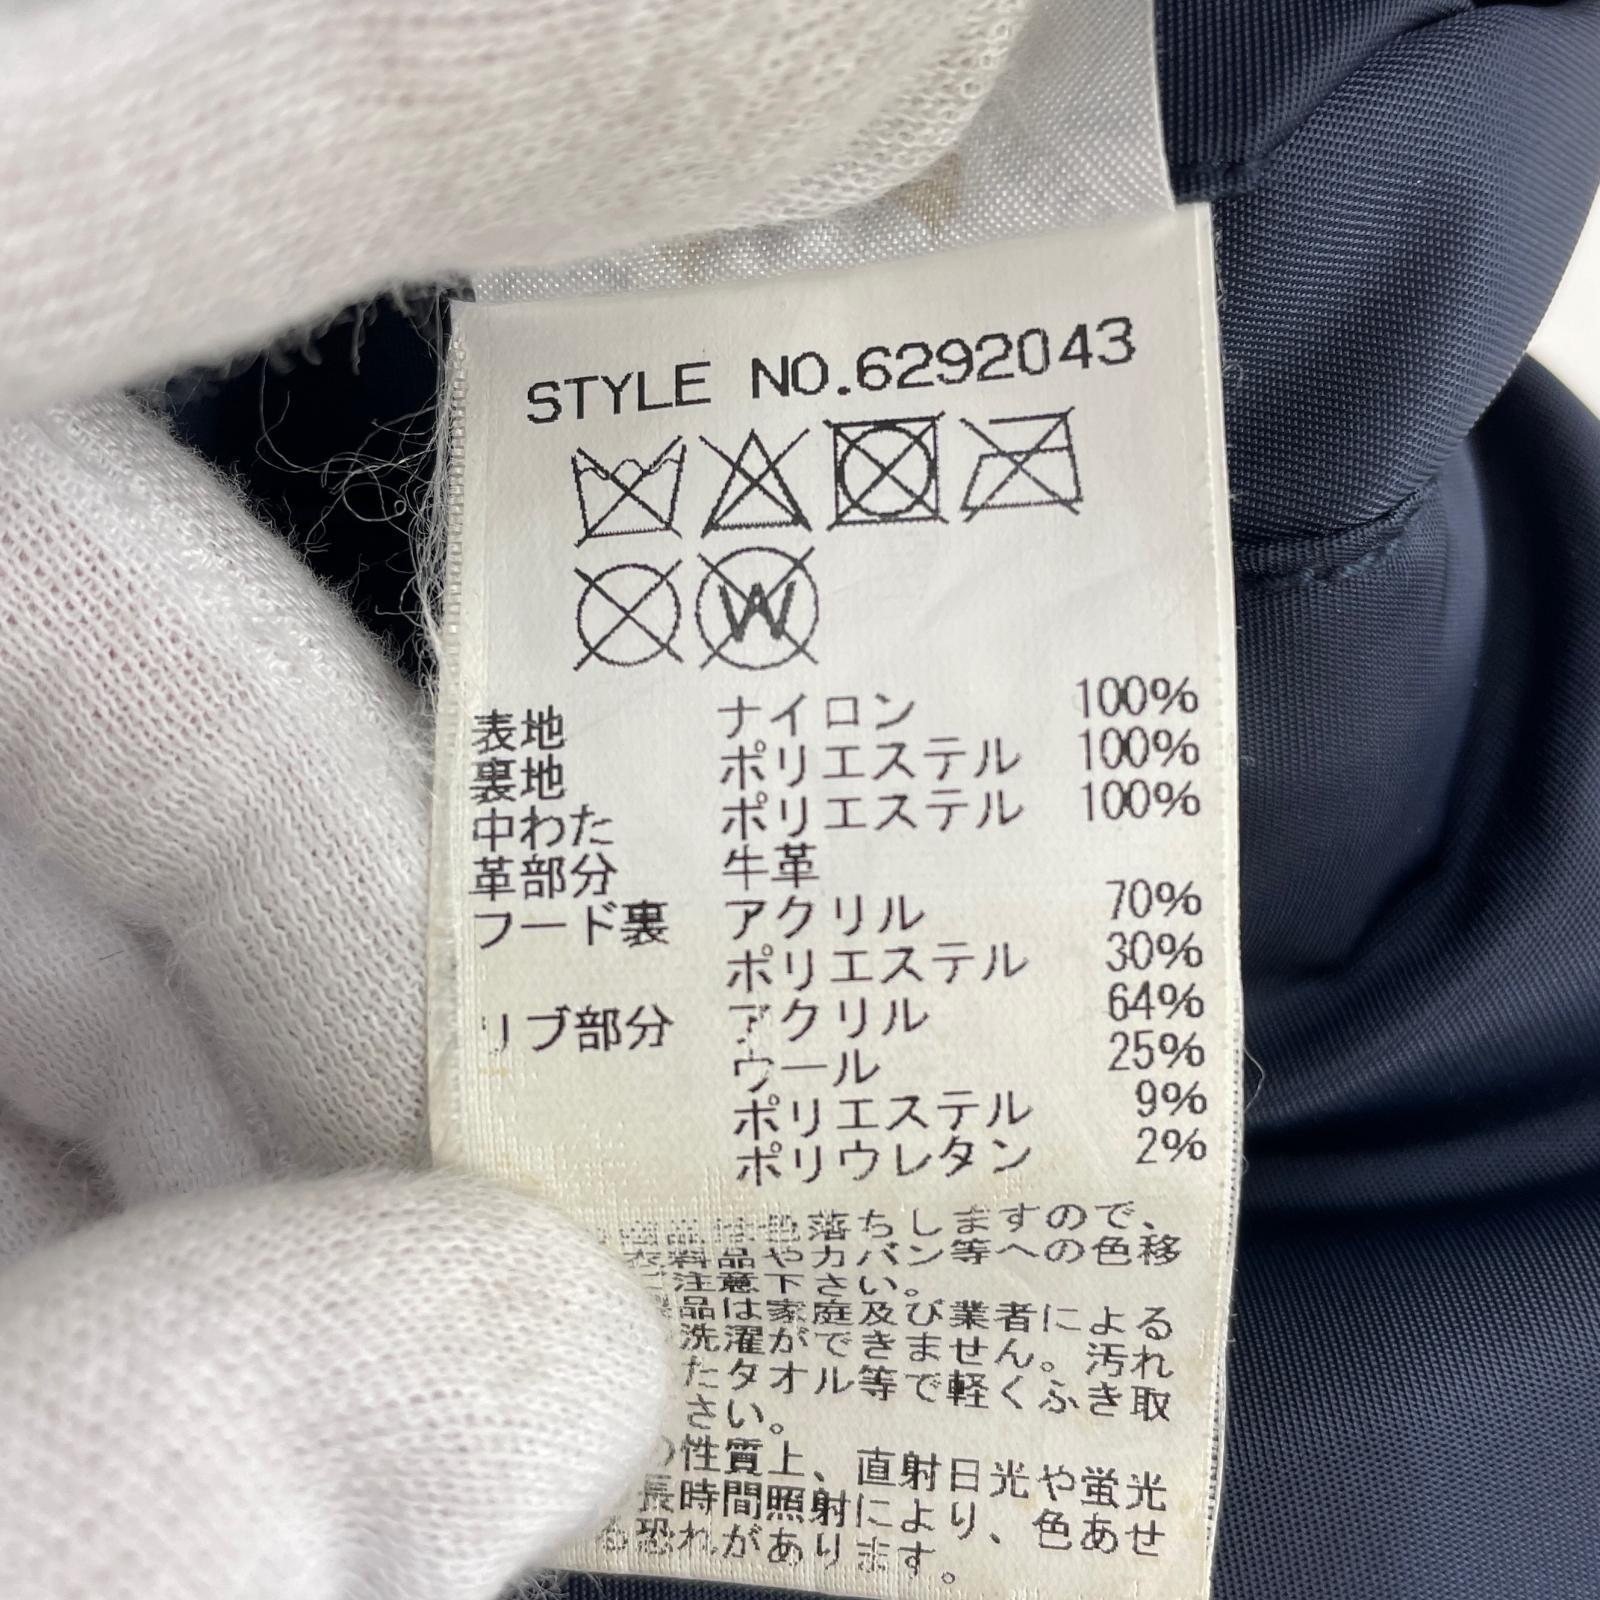 STYLE NO.6292043
W
表地 ナイロン 100%
裏地 ポリエステル 100%
中わた ポリエステル 100%
革部分 牛革
フード裏 アクリル 70%
ポリエステル 30%
リブ部分 アクリル 64%
ウール 25%
ポリエステル 9%
ポリウレタン 2%
色落ちしますので、
衣料品やカバン等への色移
ご注意下さい。
品は家庭及び業者による
洗濯ができません。汚れ
たタオル等で軽くふき取
さい。
の性質上、直射日光や蛍光
長時間照射により、色あせ
る恐れがあります。